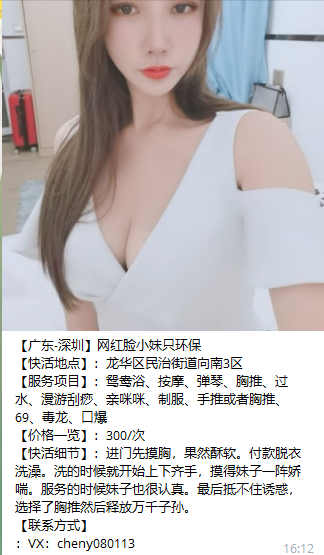 【广东-深圳】网红脸小妹只环保
【快活地点】：龙华区民治街道向南3区
【服务项目】：鸳鸯浴、按摩、弹琴、胸推、过
水、漫游刮痧、亲咪咪、制服、手推或者胸推、
69、毒龙、口爆
【价格一览】：300/次
【快活细节】：进门先摸胸，果然酥软。付款脱衣
洗澡。洗的时候就开始上下齐手，摸得妹子一阵娇
喘。服务的时候妹子也很认真。最后抵不住诱惑，
选择了胸推然后释放万千子孙。
【联系方式】
：VX：cheny080113
16:12